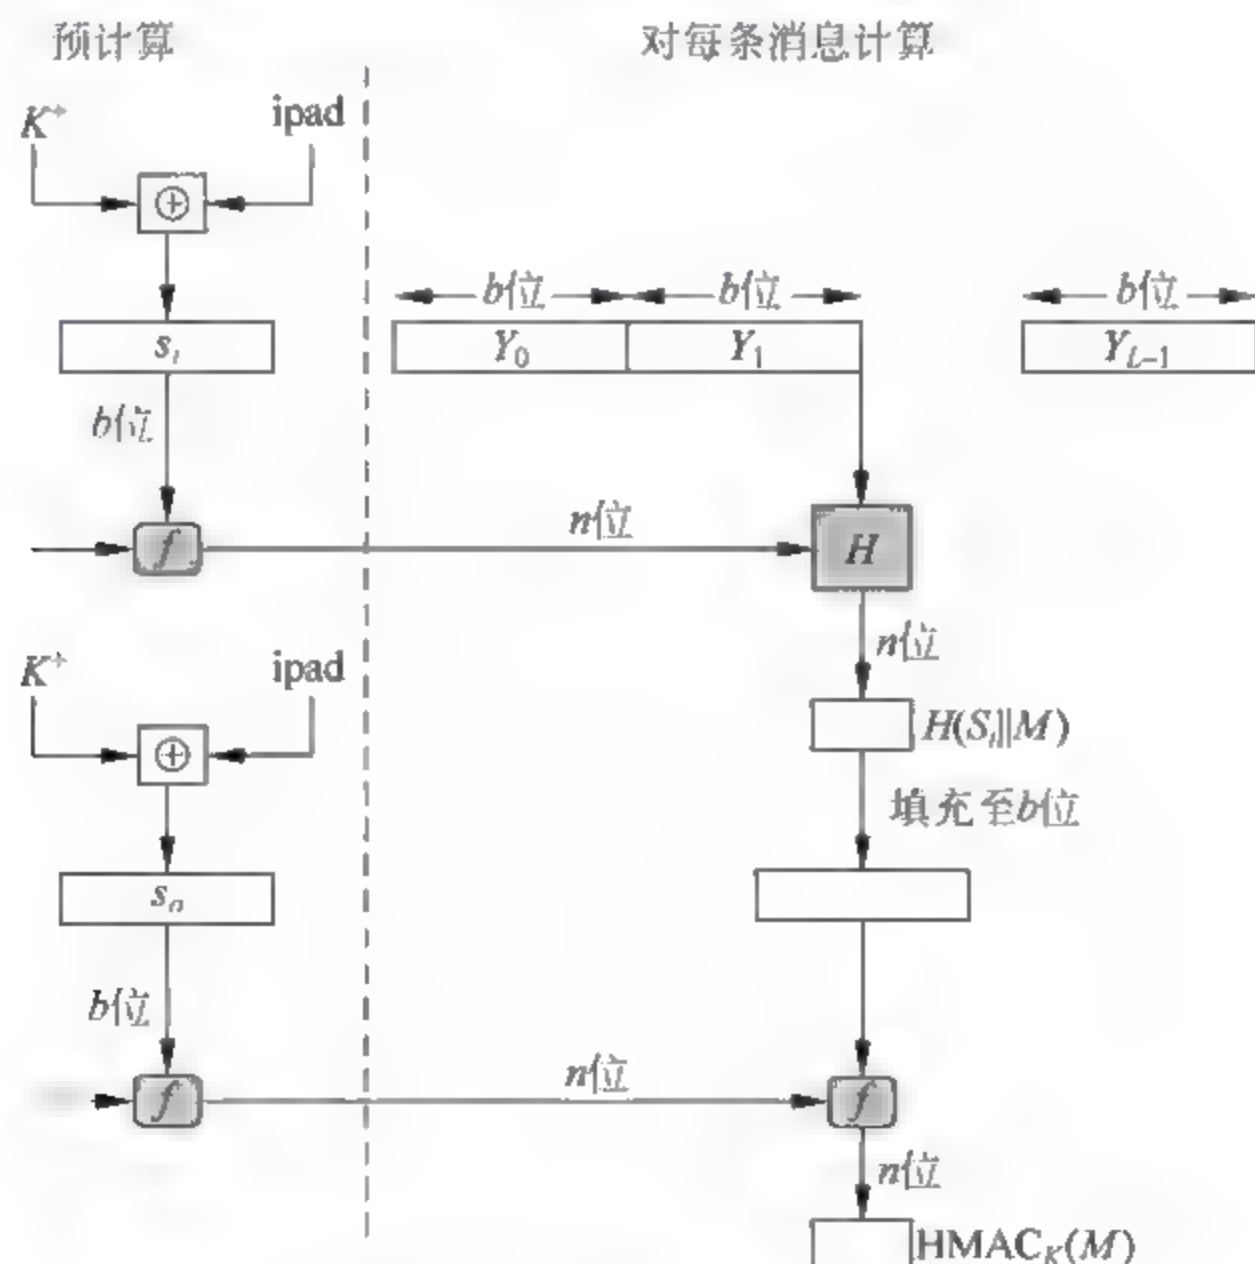 预计算
对每条消息计算
K⁺
ipad
⊕
sᵢ
b位
b位
b位
Y₀
Y₁
Y_{L-1}
b位
f
n位
H
n位
H(Sᵢ||M)
填充至b位
K⁺
ipad
⊕
sₒ
b位
f
n位
f
n位
HMAC_K(M)